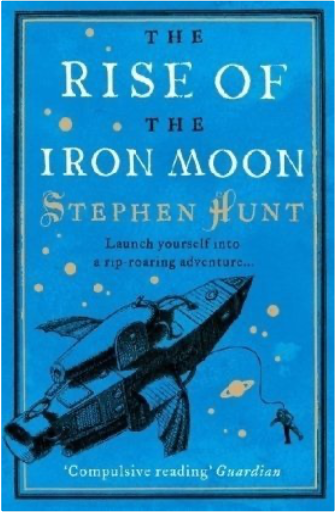 THE
RISE OF
THE
IRON MOON
STEPHEN HUNT
Launch yourself into
a rip-roaring adventure...
'Compulsive reading' Guardian